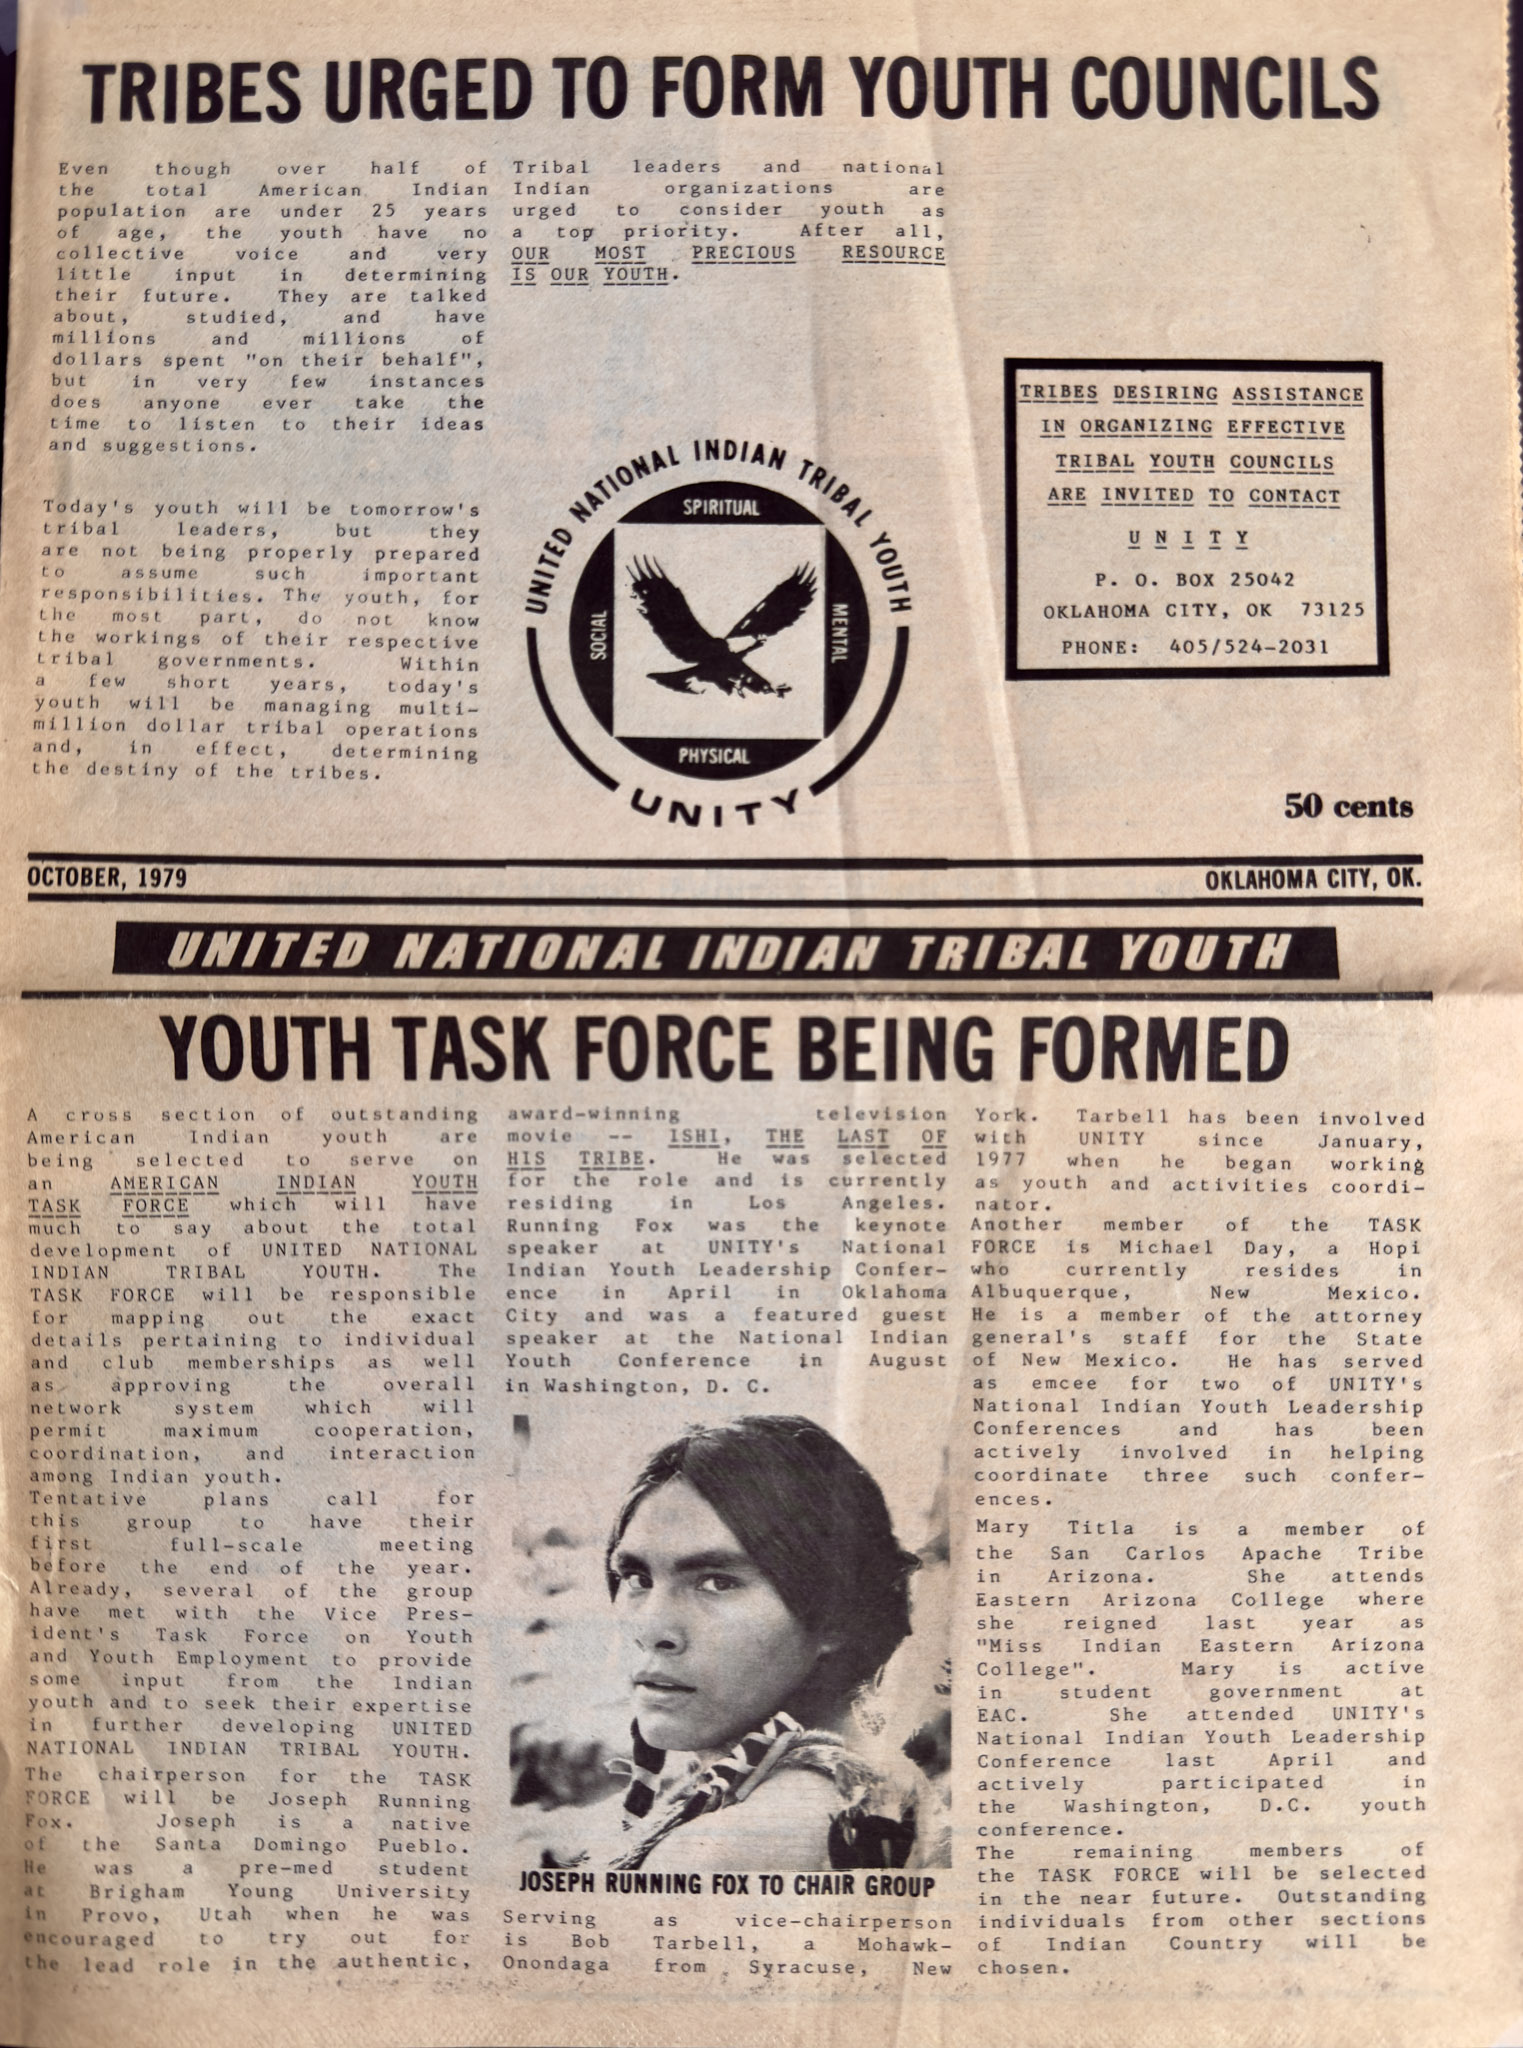 TRIBES URGED TO FORM YOUTH COUNCILS
Even though over half of
the total American Indian
population are under 25 years
of age, the youth have no
collective voice and very
little input in determining
their future. They are talked
about, studied, and have
millions and millions of
dollars spent "on their behalf",
but in very few instances
does anyone ever take the
time to listen to their ideas
and suggestions.
Today's youth will be tomorrow's
tribal leaders, but they
are not being properly prepared
to assume such important
responsibilities. The youth, for
the most part, do not know
the workings of their respective
tribal governments. Within
a few short years, today's
youth will be managing multi-
million dollar tribal operations
and, in effect, determining
the destiny of the tribes.
Tribal leaders and national
Indian organizations are
urged to consider youth as
a top priority. After all,
OUR MOST PRECIOUS RESOURCE
IS OUR YOUTH.
UNITED NATIONAL INDIAN TRIBAL YOUTH
SPIRITUAL
SOCIAL
MENTAL
PHYSICAL
UNITY
TRIBES DESIRING ASSISTANCE
IN ORGANIZING EFFECTIVE
TRIBAL YOUTH COUNCILS
ARE INVITED TO CONTACT
U N I T Y
P. O. BOX 25042
OKLAHOMA CITY, OK 73125
PHONE: 405/524-2031
50 cents
OCTOBER, 1979
OKLAHOMA CITY, OK.
UNITED NATIONAL INDIAN TRIBAL YOUTH
YOUTH TASK FORCE BEING FORMED
A cross section of outstanding
American Indian youth are
being selected to serve on
an AMERICAN INDIAN YOUTH
TASK FORCE which will have
much to say about the total
development of UNITED NATIONAL
INDIAN TRIBAL YOUTH. The
TASK FORCE will be responsible
for mapping out the exact
details pertaining to individual
and club memberships as well
as approving the overall
network system which will
permit maximum cooperation,
coordination, and interaction
among Indian youth.
Tentative plans call for
this group to have their
first full-scale meeting
before the end of the year.
Already, several of the group
have met with the Vice Pres-
ident's Task Force on Youth
and Youth Employment to provide
some input from the Indian
youth and to seek their expertise
in further developing UNITED
NATIONAL INDIAN TRIBAL YOUTH.
The chairperson for the TASK
FORCE will be Joseph Running
Fox. Joseph is a native
of the Santa Domingo Pueblo.
He was a pre-med student
at Brigham Young University
in Provo, Utah when he was
encouraged to try out for
the lead role in the authentic,
award-winning television
movie -- ISHI, THE LAST OF
HIS TRIBE. He was selected
for the role and is currently
residing in Los Angeles.
Running Fox was the keynote
speaker at UNITY's National
Indian Youth Leadership Confer-
ence in April in Oklahoma
City and was a featured guest
speaker at the National Indian
Youth Conference in August
in Washington, D. C.
JOSEPH RUNNING FOX TO CHAIR GROUP
Serving as vice-chairperson
is Bob Tarbell, a Mohawk-
Onondaga from Syracuse, New
York. Tarbell has been involved
with UNITY since January,
1977 when he began working
as youth and activities coordi-
nator.
Another member of the TASK
FORCE is Michael Day, a Hopi
who currently resides in
Albuquerque, New Mexico.
He is a member of the attorney
general's staff for the State
of New Mexico. He has served
as emcee for two of UNITY's
National Indian Youth Leadership
Conferences and has been
actively involved in helping
coordinate three such confer-
ences.
Mary Titla is a member of
the San Carlos Apache Tribe
in Arizona. She attends
Eastern Arizona College where
she reigned last year as
"Miss Indian Eastern Arizona
College". Mary is active
in student government at
EAC. She attended UNITY's
National Indian Youth Leadership
Conference last April and
actively participated in
the Washington, D.C. youth
conference.
The remaining members of
the TASK FORCE will be selected
in the near future. Outstanding
individuals from other sections
of Indian Country will be
chosen.